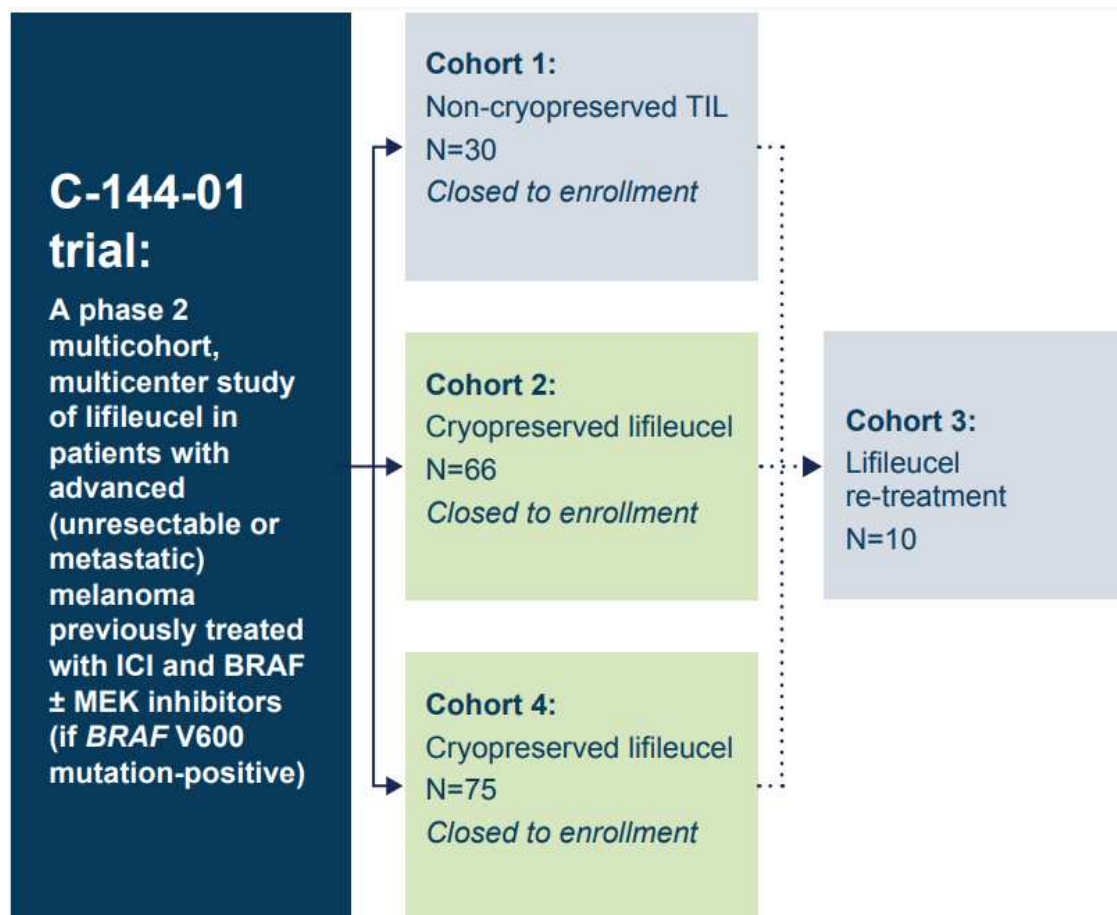 C-144-01
trial:
A phase 2
multicohort,
multicenter study
of lifileucel in
patients with
advanced
(unresectable or
metastatic)
melanoma
previously treated
with ICI and BRAF
± MEK inhibitors
(if BRAF V600
mutation-positive)
Cohort 1:
Non-cryopreserved TIL
N=30
Closed to enrollment
Cohort 2:
Cryopreserved lifileucel
N=66
Closed to enrollment
Cohort 4:
Cryopreserved lifileucel
N=75
Closed to enrollment
Cohort 3:
Lifileucel
re-treatment
N=10